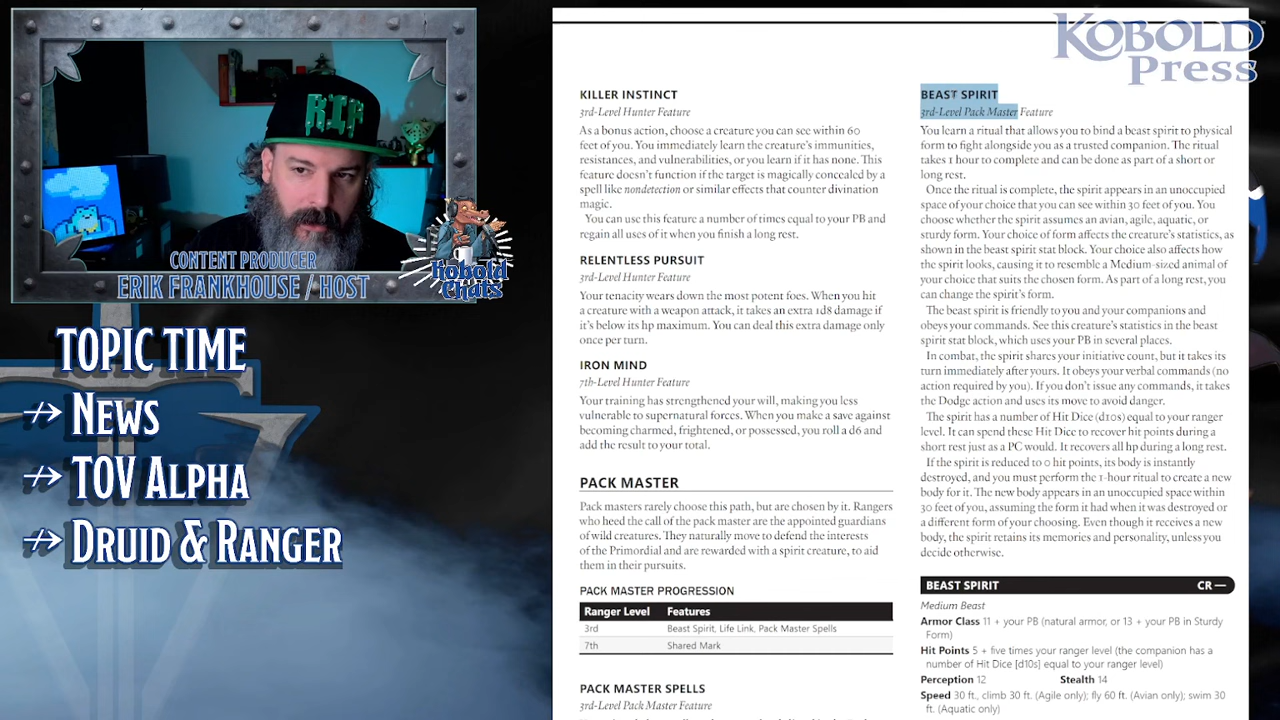 Kobold
Press
RIP
CONTENT PRODUCER
ERIK FRANKHOUSE / HOST
Kobold
Chats
TOPIC TIME
News
TOV Alpha
Druid & Ranger
KILLER INSTINCT
3rd-Level Hunter Feature
As a bonus action, choose a creature you can see within 60
feet of you. You immediately learn the creature's immunities,
resistances, and vulnerabilities, or you learn if it has none. This
feature doesn't function if the target is magically concealed by a
spell like nondetection or similar effects that counter divination
magic.
You can use this feature a number of times equal to your PB and
regain all uses of it when you finish a long rest.
RELENTLESS PURSUIT
3rd-Level Hunter Feature
Your tenacity wears down the most potent foes. When you hit
a creature with a weapon attack, it takes an extra 1d8 damage if
it's below its hp maximum. You can deal this extra damage only
once per turn.
IRON MIND
7th-Level Hunter Feature
Your training has strengthened your will, making you less
vulnerable to supernatural forces. When you make a save against
becoming charmed, frightened, or possessed, you roll a d6 and
add the result to your total.
PACK MASTER
Pack masters rarely choose this path, but are chosen by it. Rangers
who heed the call of the pack master are the appointed guardians
of wild creatures. They naturally move to defend the interests
of the Primordial and are rewarded with a spirit creature, to aid
them in their pursuits.
PACK MASTER PROGRESSION
Ranger Level Features
3rd Beast Spirit, Life Link, Pack Master Spells
7th Shared Mark
PACK MASTER SPELLS
3rd-Level Pack Master Feature
BEAST SPIRIT
3rd-Level Pack Master Feature
You learn a ritual that allows you to bind a beast spirit to physical
form to fight alongside you as a trusted companion. The ritual
takes 1 hour to complete and can be done as part of a short or
long rest.
Once the ritual is complete, the spirit appears in an unoccupied
space of your choice that you can see within 30 feet of you. You
choose whether the spirit assumes an avian, agile, aquatic, or
sturdy form. Your choice of form affects the creature's statistics, as
shown in the beast spirit stat block. Your choice also affects how
the spirit looks, causing it to resemble a Medium-sized animal of
your choice that suits the chosen form. As part of a long rest, you
can change the spirit's form.
The beast spirit is friendly to you and your companions and
obeys your commands. See this creature's statistics in the beast
spirit stat block, which uses your PB in several places.
In combat, the spirit shares your initiative count, but it takes its
turn immediately after yours. It obeys your verbal commands (no
action required by you). If you don't issue any commands, it takes
the Dodge action and uses its move to avoid danger.
The spirit has a number of Hit Dice (d10s) equal to your ranger
level. It can spend these Hit Dice to recover hit points during a
short rest just as a PC would. It recovers all hp during a long rest.
If the spirit is reduced to 0 hit points, its body is instantly
destroyed, and you must perform the 1-hour ritual to create a new
body for it. The new body appears in an unoccupied space within
30 feet of you, assuming the form it had when it was destroyed or
a different form of your choosing. Even though it receives a new
body, the spirit retains its memories and personality, unless you
decide otherwise.
BEAST SPIRIT CR —
Medium Beast
Armor Class 11 + your PB (natural armor, or 13 + your PB in Sturdy
Form)
Hit Points 5 + five times your ranger level (the companion has a
number of Hit Dice [d10s] equal to your ranger level)
Perception 12 Stealth 14
Speed 30 ft., climb 30 ft. (Agile only); fly 60 ft. (Avian only); swim 30
ft. (Aquatic only)